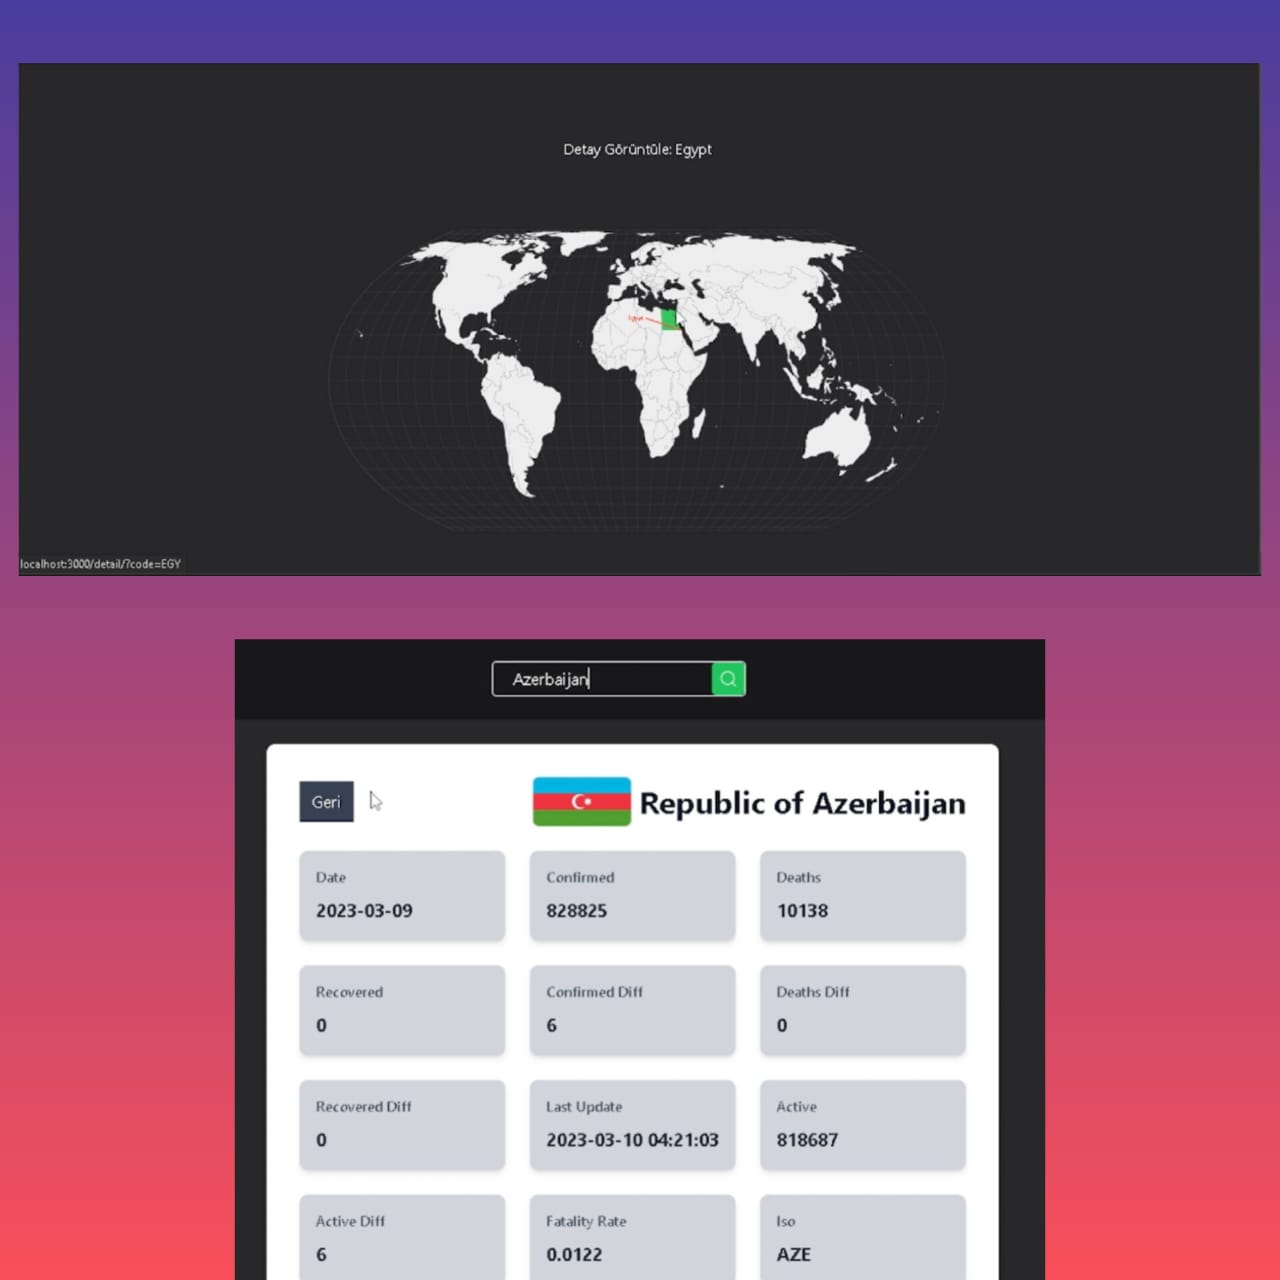 Detay Görüntüle: Egypt
Egypt
localhost:3000/detail/?code=EGY
Azerbaijan
Geri
Republic of Azerbaijan
Date
2023-03-09
Confirmed
828825
Deaths
10138
Recovered
0
Confirmed Diff
6
Deaths Diff
0
Recovered Diff
0
Last Update
2023-03-10 04:21:03
Active
818687
Active Diff
6
Fatality Rate
0.0122
Iso
AZE